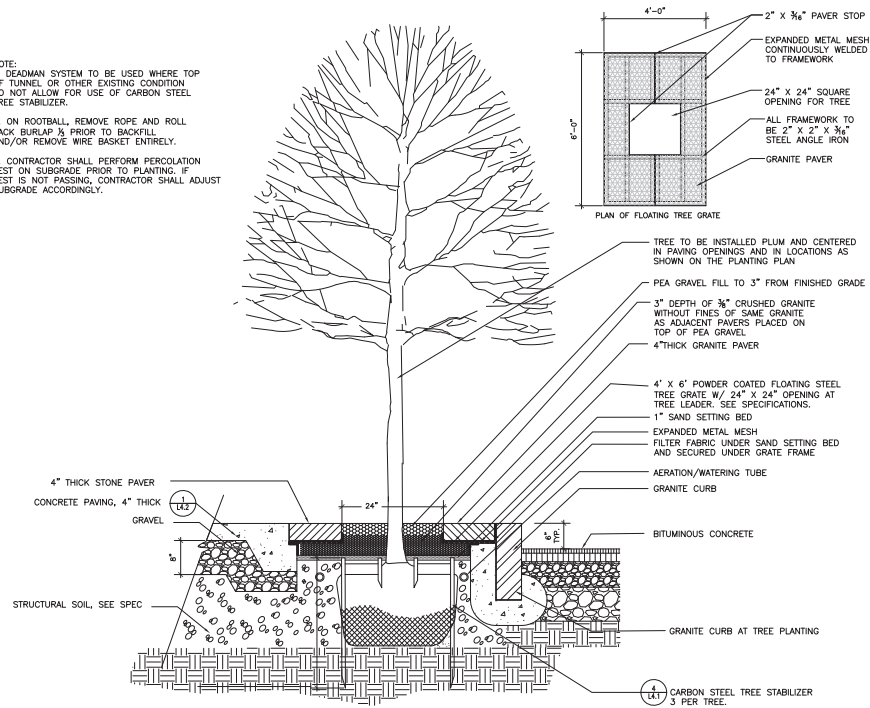 OTE:
DEADMAN SYSTEM TO BE USED WHERE TOP
F TUNNEL OR OTHER EXISTING CONDITION
O NOT ALLOW FOR USE OF CARBON STEEL
REE STABILIZER.
ON ROOTBALL, REMOVE ROPE AND ROLL
ACK BURLAP ⅓ PRIOR TO BACKFILL
ND/OR REMOVE WIRE BASKET ENTIRELY.
CONTRACTOR SHALL PERFORM PERCOLATION
EST ON SUBGRADE PRIOR TO PLANTING. IF
EST IS NOT PASSING, CONTRACTOR SHALL ADJUST
UBGRADE ACCORDINGLY.
4'-0"
6'-0"
2" X 3/16" PAVER STOP
EXPANDED METAL MESH
CONTINUOUSLY WELDED
TO FRAMEWORK
24" X 24" SQUARE
OPENING FOR TREE
ALL FRAMEWORK TO
BE 2" X 2" X 3/16"
STEEL ANGLE IRON
GRANITE PAVER
PLAN OF FLOATING TREE GRATE
TREE TO BE INSTALLED PLUM AND CENTERED
IN PAVING OPENINGS AND IN LOCATIONS AS
SHOWN ON THE PLANTING PLAN
PEA GRAVEL FILL TO 3" FROM FINISHED GRADE
3" DEPTH OF ⅜" CRUSHED GRANITE
WITHOUT FINES OF SAME GRANITE
AS ADJACENT PAVERS PLACED ON
TOP OF PEA GRAVEL
4"THICK GRANITE PAVER
4' X 6' POWDER COATED FLOATING STEEL
TREE GRATE W/ 24" X 24" OPENING AT
TREE LEADER. SEE SPECIFICATIONS.
1" SAND SETTING BED
EXPANDED METAL MESH
FILTER FABRIC UNDER SAND SETTING BED
AND SECURED UNDER GRATE FRAME
AERATION/WATERING TUBE
GRANITE CURB
4" THICK STONE PAVER
CONCRETE PAVING, 4" THICK
1
L4.2
GRAVEL
24"
8"
6"
TYP.
BITUMINOUS CONCRETE
STRUCTURAL SOIL, SEE SPEC
GRANITE CURB AT TREE PLANTING
4
L4.1
CARBON STEEL TREE STABILIZER
3 PER TREE.